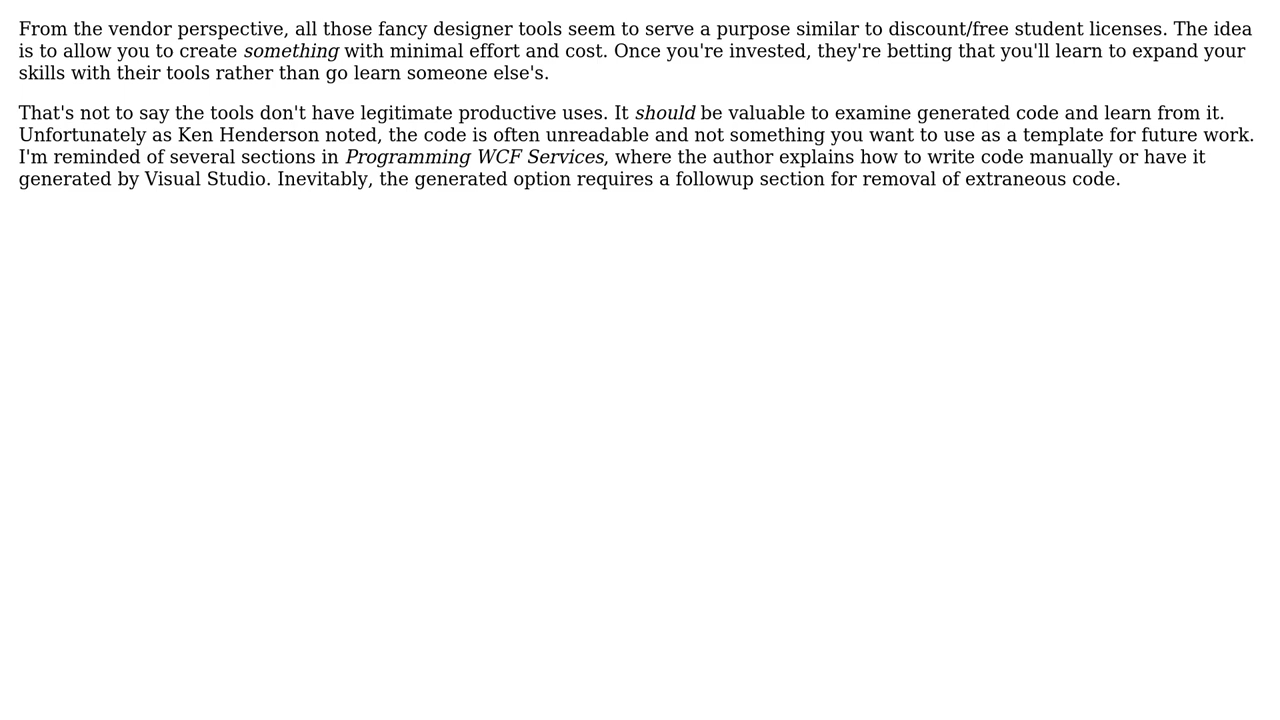 From the vendor perspective, all those fancy designer tools seem to serve a purpose similar to discount/free student licenses. The idea
is to allow you to create something with minimal effort and cost. Once you're invested, they're betting that you'll learn to expand your
skills with their tools rather than go learn someone else's.
That's not to say the tools don't have legitimate productive uses. It should be valuable to examine generated code and learn from it.
Unfortunately as Ken Henderson noted, the code is often unreadable and not something you want to use as a template for future work.
I'm reminded of several sections in Programming WCF Services, where the author explains how to write code manually or have it
generated by Visual Studio. Inevitably, the generated option requires a followup section for removal of extraneous code.